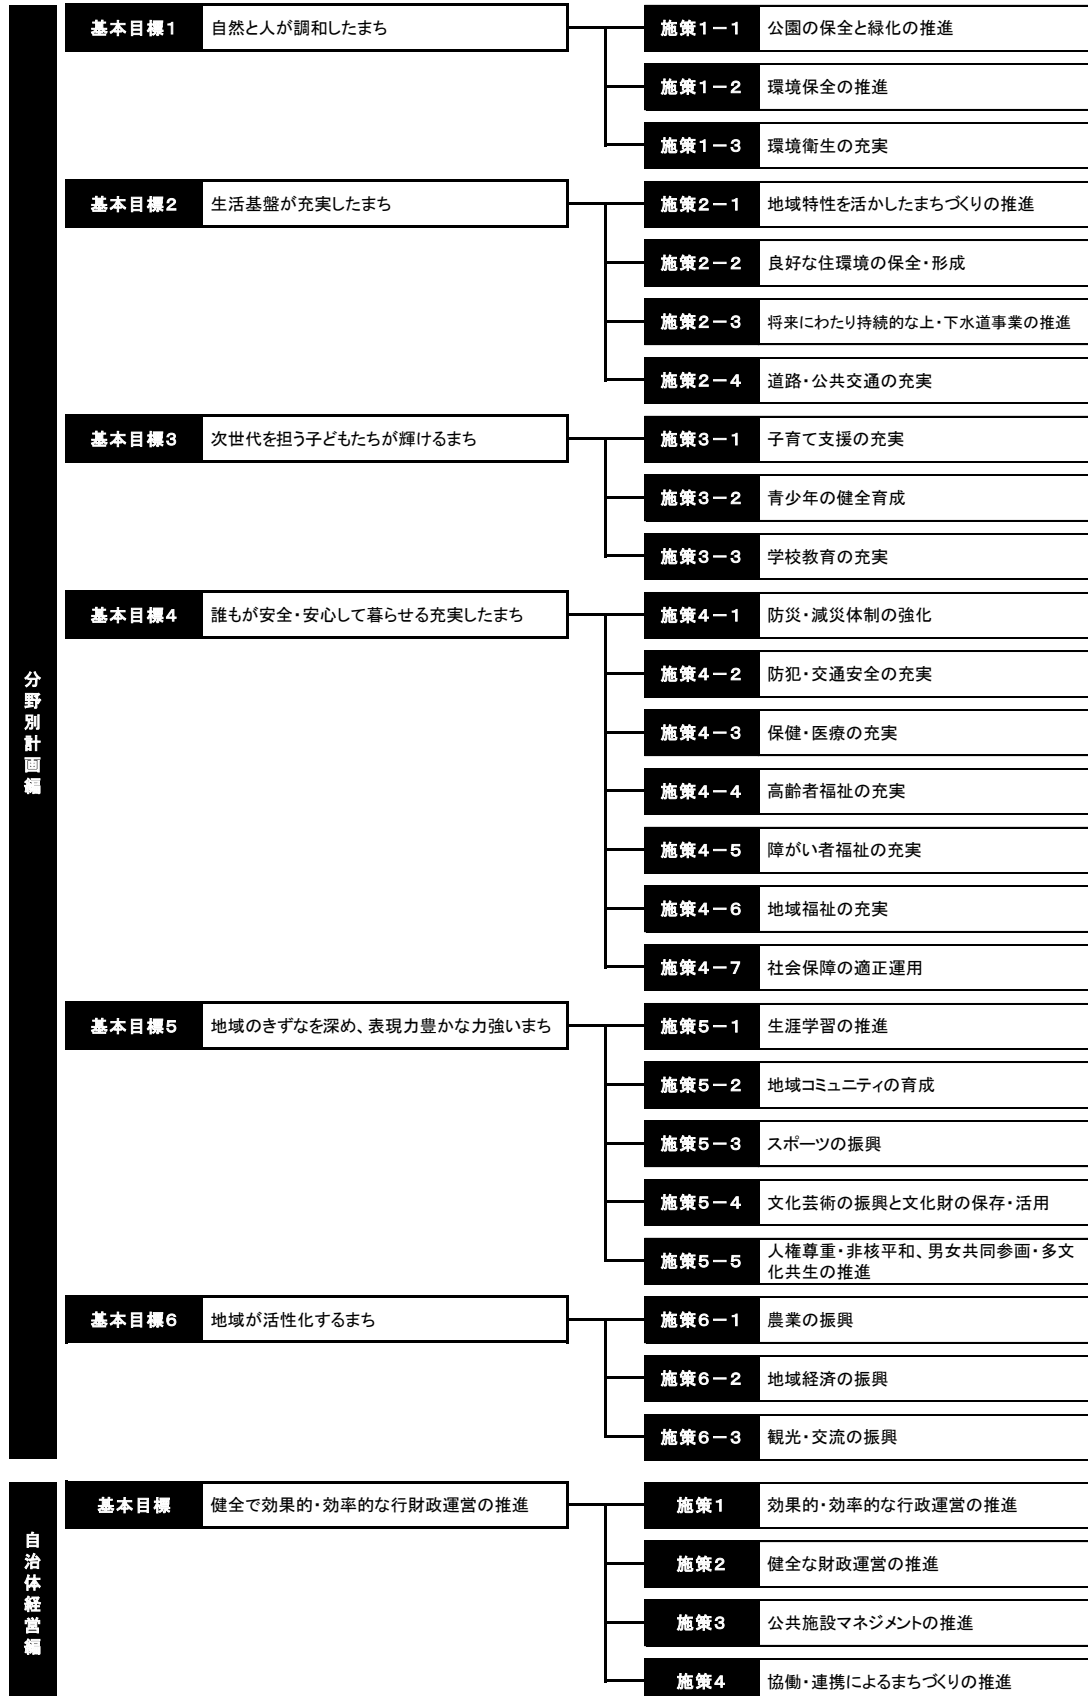 分野別計画編
基本目標1 自然と人が調和したまち
施策1－1 公園の保全と緑化の推進
施策1－2 環境保全の推進
施策1－3 環境衛生の充実
基本目標2 生活基盤が充実したまち
施策2－1 地域特性を活かしたまちづくりの推進
施策2－2 良好な住環境の保全・形成
施策2－3 将来にわたり持続的な上・下水道事業の推進
施策2－4 道路・公共交通の充実
基本目標3 次世代を担う子どもたちが輝けるまち
施策3－1 子育て支援の充実
施策3－2 青少年の健全育成
施策3－3 学校教育の充実
基本目標4 誰もが安全・安心して暮らせる充実したまち
施策4－1 防災・減災体制の強化
施策4－2 防犯・交通安全の充実
施策4－3 保健・医療の充実
施策4－4 高齢者福祉の充実
施策4－5 障がい者福祉の充実
施策4－6 地域福祉の充実
施策4－7 社会保障の適正運用
基本目標5 地域のきずなを深め、表現力豊かな力強いまち
施策5－1 生涯学習の推進
施策5－2 地域コミュニティの育成
施策5－3 スポーツの振興
施策5－4 文化芸術の振興と文化財の保存・活用
施策5－5 人権尊重・非核平和、男女共同参画・多文
化共生の推進
基本目標6 地域が活性化するまち
施策6－1 農業の振興
施策6－2 地域経済の振興
施策6－3 観光・交流の振興
自治体経営編
基本目標 健全で効果的・効率的な行財政運営の推進
施策1 効果的・効率的な行政運営の推進
施策2 健全な財政運営の推進
施策3 公共施設マネジメントの推進
施策4 協働・連携によるまちづくりの推進